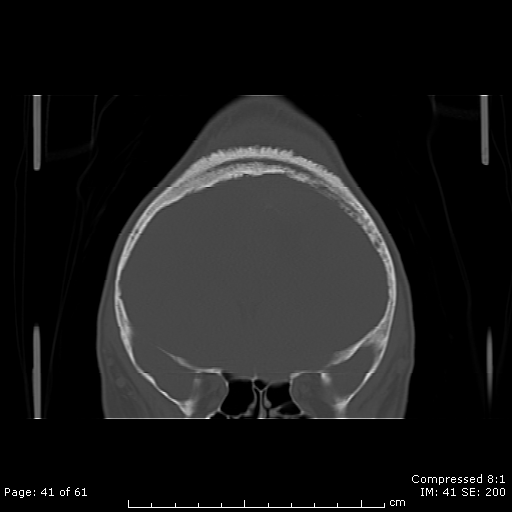 Compressed 8:1
Page: 41 of 61
IM: 41 SE: 200
cm